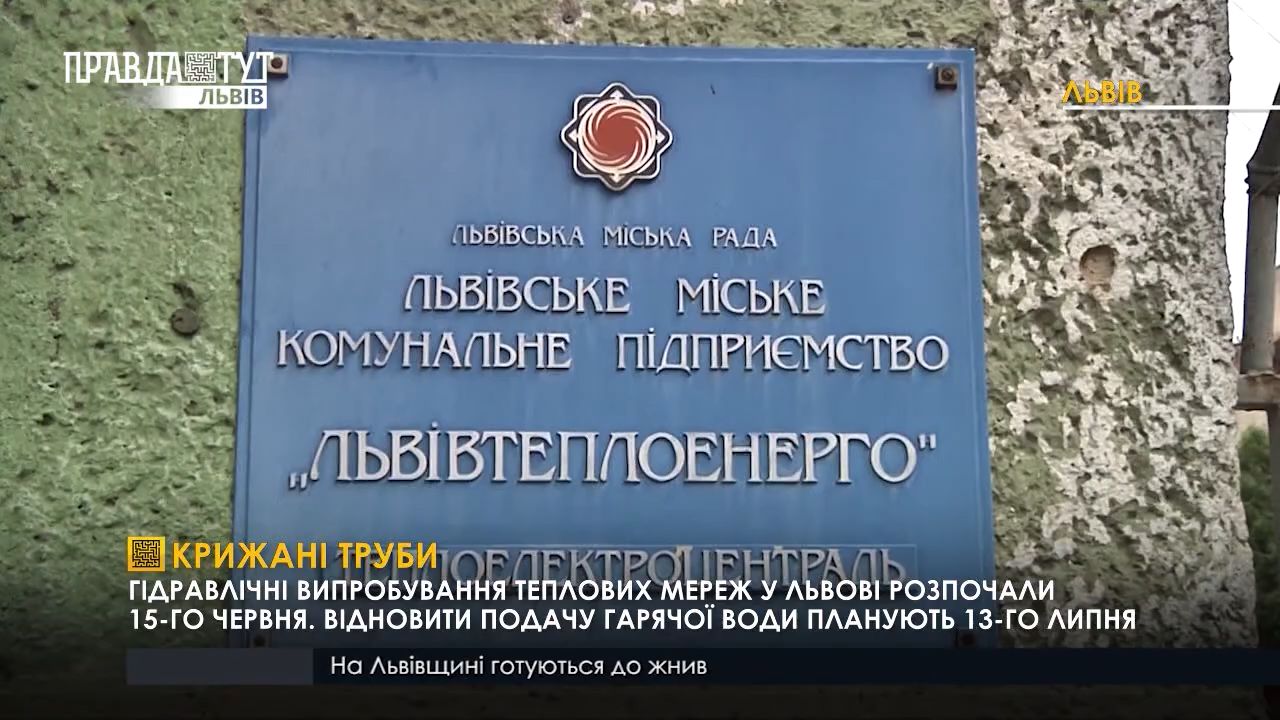 ПРАВДА ТУТ
ЛЬВІВ
ЛЬВІВ
ЛЬВІВСЬКА МІСЬКА РАДА
ЛЬВІВСЬКЕ МІСЬКЕ
КОМУНАЛЬНЕ ПІДПРИЄМСТВО
„ЛЬВІВТЕПЛОЕНЕРГО"
КРИЖАНІ ТРУБИ
ГІДРАВЛІЧНІ ВИПРОБУВАННЯ ТЕПЛОВИХ МЕРЕЖ У ЛЬВОВІ РОЗПОЧАЛИ
15-ГО ЧЕРВНЯ. ВІДНОВИТИ ПОДАЧУ ГАРЯЧОЇ ВОДИ ПЛАНУЮТЬ 13-ГО ЛИПНЯ
На Львівщині готуються до жнив